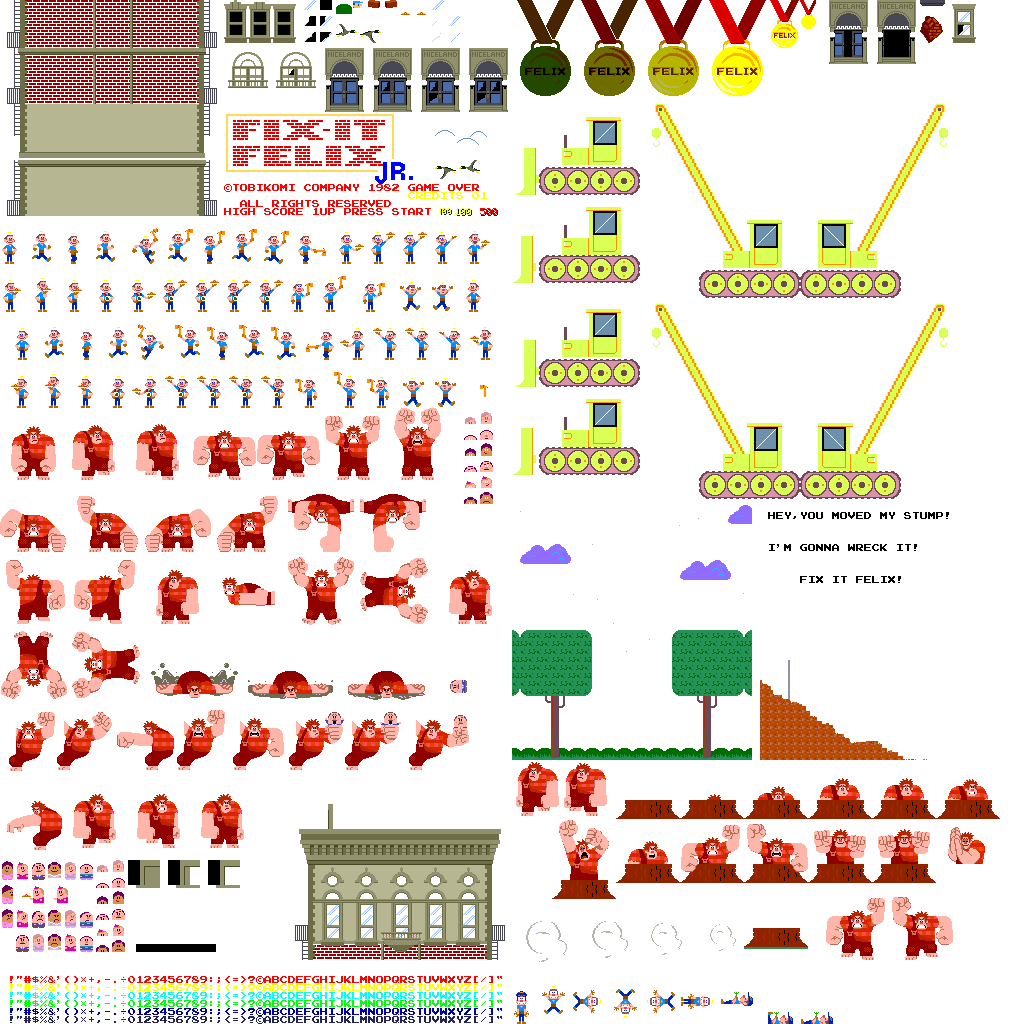 NICELAND NICELAND
FELIX FELIX FELIX FELIX FELIX
NICELAND NICELAND NICELAND NICELAND
FIX-IT
FELIX
JR.
©TOBIKOMI COMPANY 1982 GAME OVER
CREDITS 01
ALL RIGHTS RESERVED
HIGH SCORE 1UP PRESS START 100 100 500
HEY,YOU MOVED MY STUMP!
I'M GONNA WRECK IT!
FIX IT FELIX!
!"#$%&'()×+,-.÷0123456789:;<=>?©ABCDEFGHIJKLMNOPQRSTUVWXYZ[/]"
!"#$%&'()×+,-.÷0123456789:;<=>?©ABCDEFGHIJKLMNOPQRSTUVWXYZ[/]"
!"#$%&'()×+,-.÷0123456789:;<=>?©ABCDEFGHIJKLMNOPQRSTUVWXYZ[/]"
!"#$%&'()×+,-.÷0123456789:;<=>?©ABCDEFGHIJKLMNOPQRSTUVWXYZ[/]"
!"#$%&'()×+,-.÷0123456789:;<=>?©ABCDEFGHIJKLMNOPQRSTUVWXYZ[/]"
!"#$%&'()×+,-.÷0123456789:;<=>?©ABCDEFGHIJKLMNOPQRSTUVWXYZ[/]"